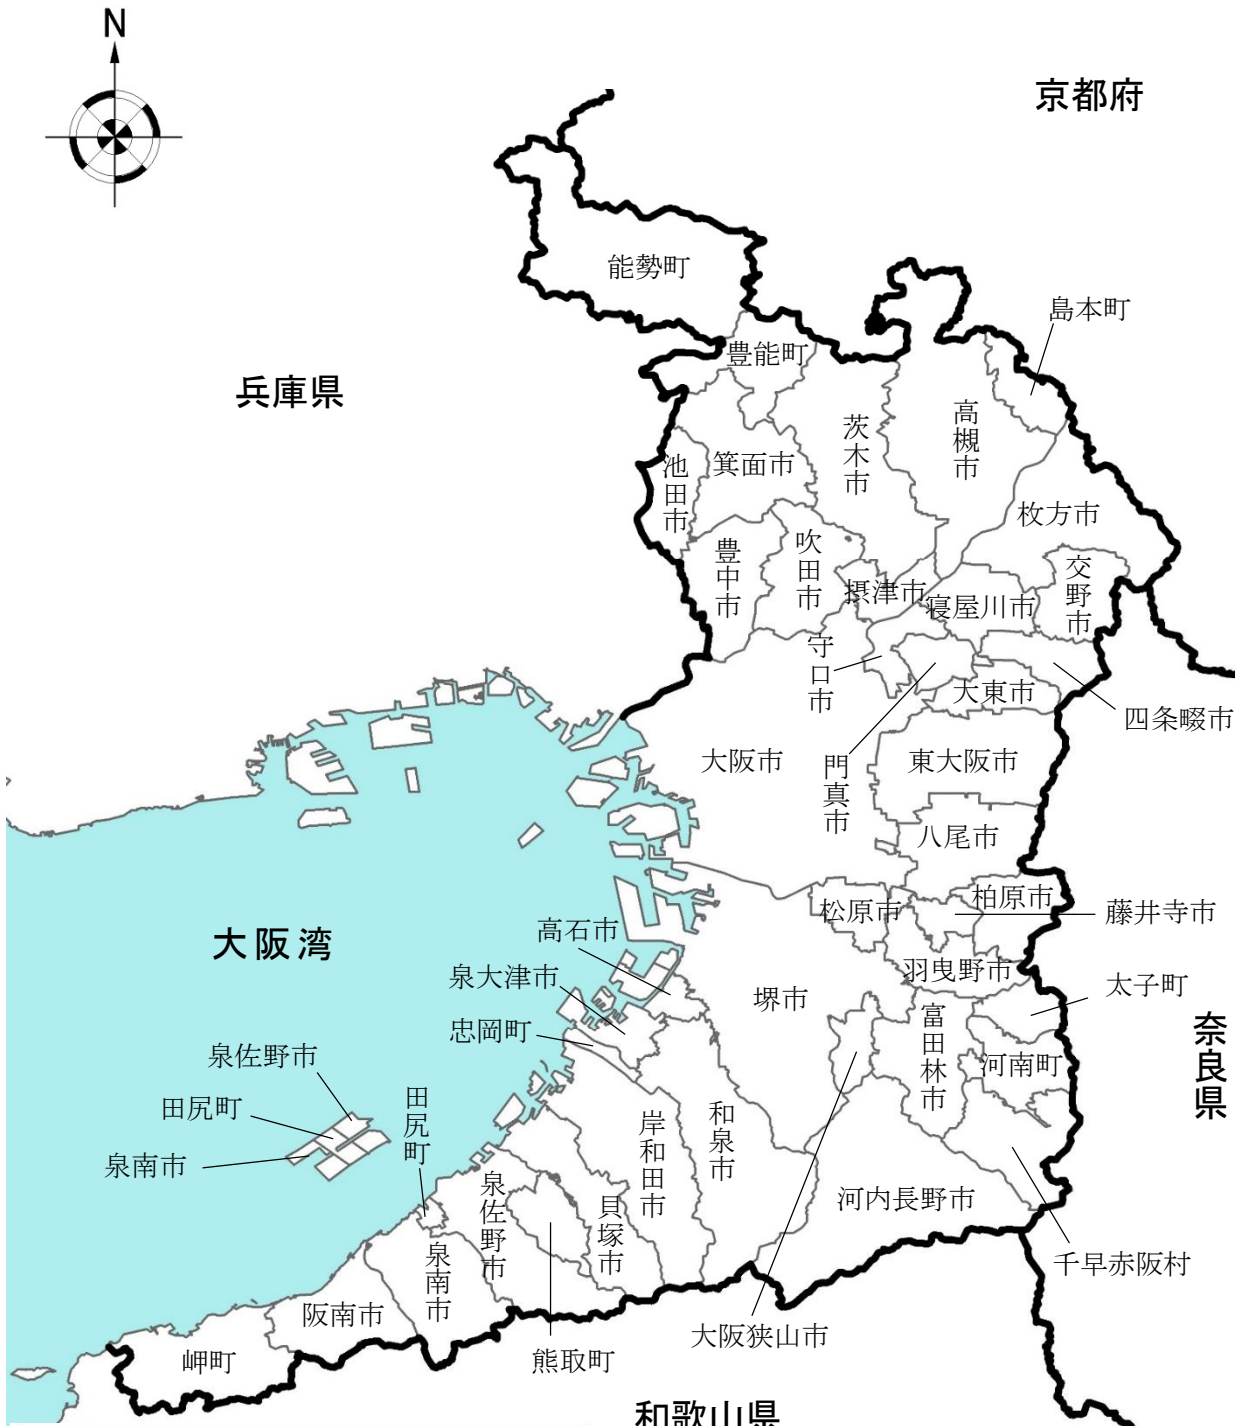 N
京都府
能勢町
島本町
豊能町
兵庫県
高槻市
茨木市
箕面市
池田市
枚方市
吹田市
豊中市
交野市
摂津市
寝屋川市
守口市
大東市
四条畷市
大阪市
東大阪市
門真市
八尾市
柏原市
松原市
藤井寺市
高石市
大阪湾
羽曳野市
泉大津市
堺市
太子町
富田林市
忠岡町
奈良県
泉佐野市
河南町
田尻町
田尻町
和泉市
岸和田市
泉南市
泉佐野市
河内長野市
貝塚市
泉南市
千早赤阪村
阪南市
大阪狭山市
岬町
熊取町
和歌山県